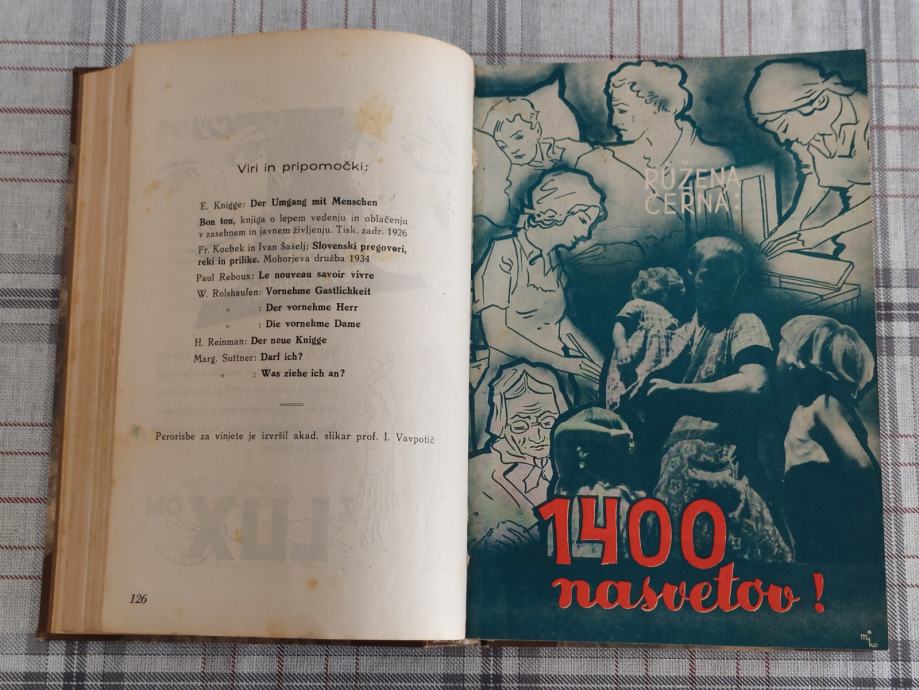 Viri in pripomočki:
E. Knigge: Der Umgang mit Menschen
Bon ton, knjiga o lepem vedenju in oblačenju
v zasebnem in javnem življenju. Tisk. zadr. 1926
Fr. Kocbek in Ivan Šašelj: Slovenski pregovori,
reki in prilike. Mohorjeva družba 1934
Paul Reboux: Le nouveau savoir vivre
W. Rolshaufen: Vornehme Gastlichkeit
„ : Der vornehme Herr
„ : Die vornehme Dame
H. Reinman: Der neue Knigge
Marg. Suttner: Darf ich?
„ : Was ziehe ich an?
Perorisbe za vinjete je izvršil akad. slikar prof. I. Vavpotič
126
RŮŽENA
ČERNA:
1400
nasvetov!